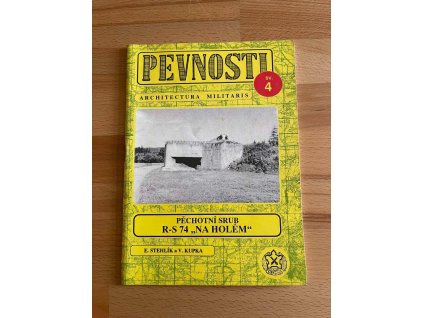 PEVNOSTI
sv.
4
ARCHITECTURA MILITARIS
PĚCHOTNÍ SRUB
R-S 74 „NA HOLÉM“
E. STEHLÍK a V. KUPKA